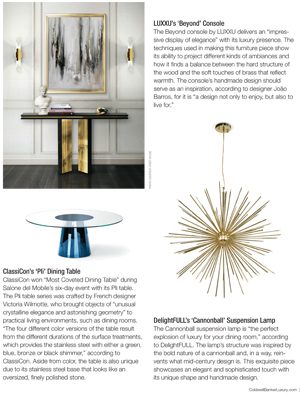 LUXXU's 'Beyond' Console
The Beyond console by LUXXU delivers an "impres-
sive display of elegance" with its luxury presence. The
techniques used in making this furniture piece show
its ability to project different kinds of ambiances and
how it finds a balance between the hard structure of
the wood and the soft touches of brass that reflect
warmth. The console's handmade design should
serve as an inspiration, according to designer João
Barros, for it is "a design not only to enjoy, but also to
live for."
ClassiCon's 'Pli' Dining Table
ClassiCon won "Most Coveted Dining Table" during
Salone del Mobile's six-day event with its Pli table.
The Pli table series was crafted by French designer
Victoria Wilmotte, who brought objects of "unusual
crystalline elegance and astonishing geometry" to
practical living environments, such as dining rooms.
"The four different color versions of the table result
from the different durations of the surface treatments,
which provides the stainless steel with either a green,
blue, bronze or black shimmer," according to
ClassiCon. Aside from color, the table is also unique
due to its stainless steel base that looks like an
oversized, finely polished stone.
DelightFULL's 'Cannonball' Suspension Lamp
The Cannonball suspension lamp is "the perfect
explosion of luxury for your dining room," according
to DelightFULL. The lamp's structure was inspired by
the bold nature of a cannonball and, in a way, rein-
vents what mid-century design is. This exquisite piece
showcases an elegant and sophisticated touch with
its unique shape and handmade design.
ColdwellBankerLuxury.com |